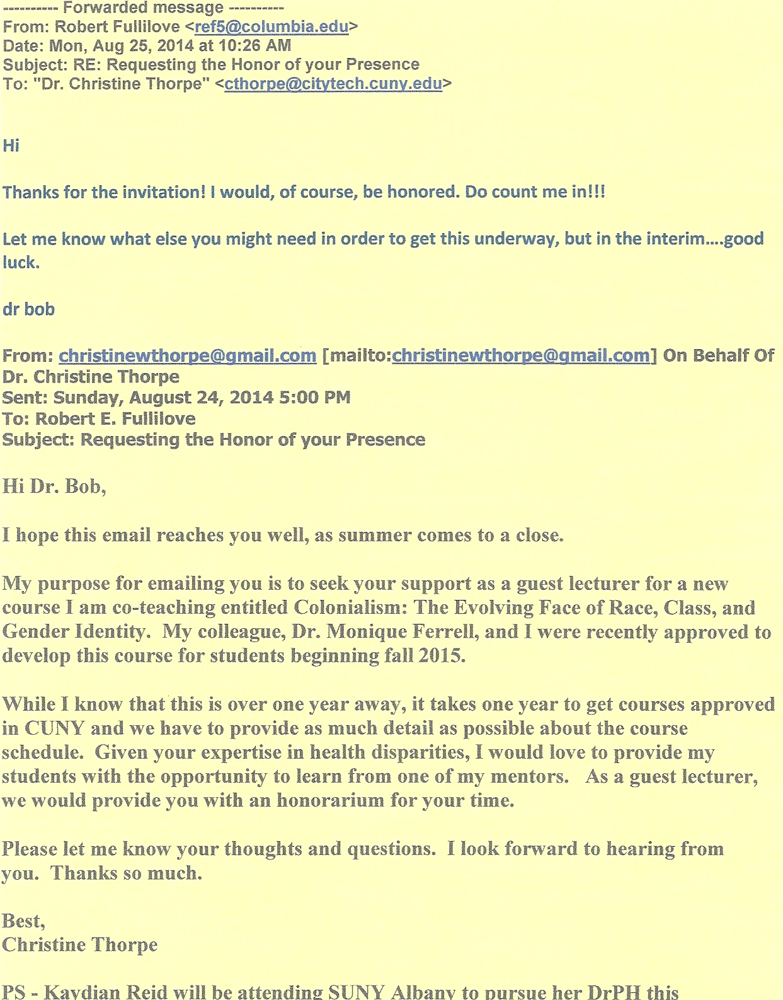 ---------- Forwarded message ----------
From: Robert Fullilove <ref5@columbia.edu>
Date: Mon, Aug 25, 2014 at 10:26 AM
Subject: RE: Requesting the Honor of your Presence
To: "Dr. Christine Thorpe" <cthorpe@citytech.cuny.edu>
Hi
Thanks for the invitation! I would, of course, be honored. Do count me in!!!
Let me know what else you might need in order to get this underway, but in the interim....good
luck.
dr bob
From: christinewthorpe@gmail.com [mailto:christinewthorpe@gmail.com] On Behalf Of
Dr. Christine Thorpe
Sent: Sunday, August 24, 2014 5:00 PM
To: Robert E. Fullilove
Subject: Requesting the Honor of your Presence
Hi Dr. Bob,
I hope this email reaches you well, as summer comes to a close.
My purpose for emailing you is to seek your support as a guest lecturer for a new
course I am co-teaching entitled Colonialism: The Evolving Face of Race, Class, and
Gender Identity.  My colleague, Dr. Monique Ferrell, and I were recently approved to
develop this course for students beginning fall 2015.
While I know that this is over one year away, it takes one year to get courses approved
in CUNY and we have to provide as much detail as possible about the course
schedule.  Given your expertise in health disparities, I would love to provide my
students with the opportunity to learn from one of my mentors.   As a guest lecturer,
we would provide you with an honorarium for your time.
Please let me know your thoughts and questions.  I look forward to hearing from
you.  Thanks so much.
Best,
Christine Thorpe
PS - Kaydian Reid will be attending SUNY Albany to pursue her DrPH this